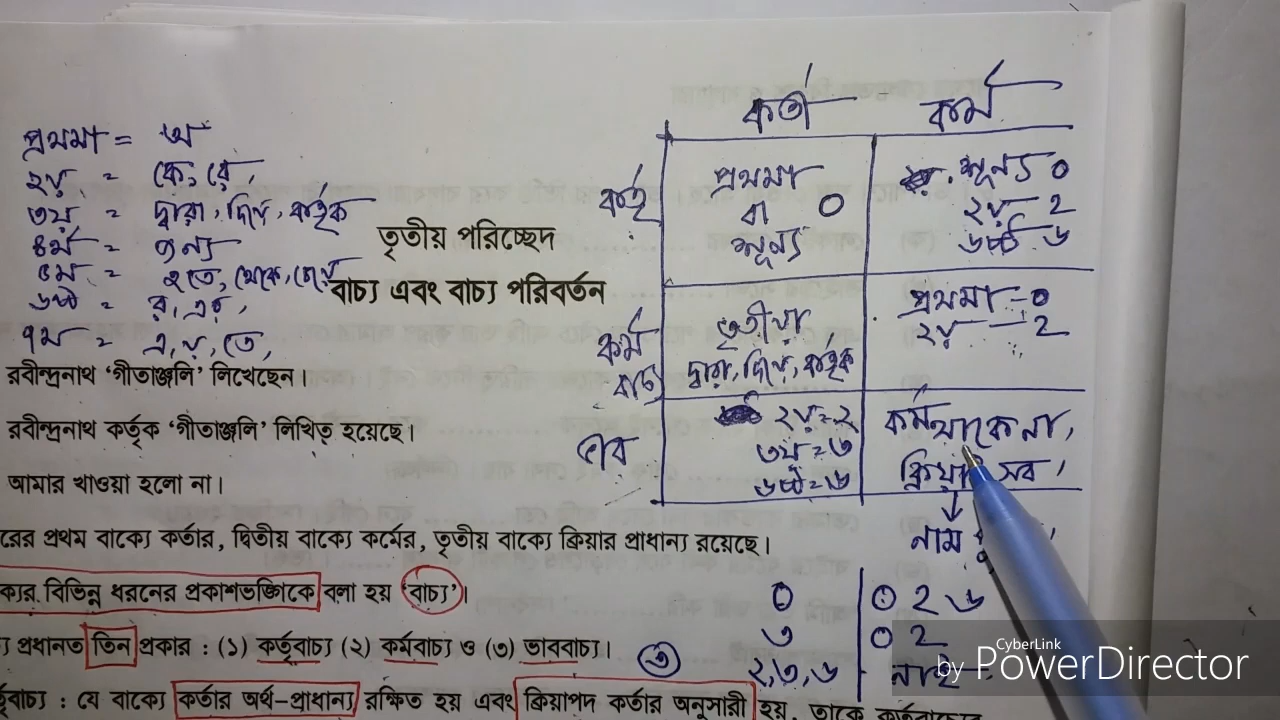 কর্তা কর্ম
প্রথমা = অ
২য় = কে, রে,
৩য় = দ্বারা, দিয়ে, কর্তৃক
৪র্থ = জন্য
৫ম = হতে, থেকে, চেয়ে
৬ষ্ঠ = র, এর,
৭ম = এ, য়, তে,
কর্তৃ প্রথমা বা শূন্য 0
শূন্য 0
২য় 2
৬ষ্ঠ ৬
কর্ম বাচ্য তৃতীয়া
দ্বারা, দিয়ে, কর্তৃক
প্রথমা - 0
২য় — 2
ভাব ২য় = ২
৩য় = ৩
৬ষ্ঠ = ৬
কর্ম থাকে না,
ক্রিয়াই সব।
নাম
0 0 2 ৬
৩ 0 2
২,৩,৬ নাই
তৃতীয় পরিচ্ছেদ
বাচ্য এবং বাচ্য পরিবর্তন
রবীন্দ্রনাথ ‘গীতাঞ্জলি’ লিখেছেন।
রবীন্দ্রনাথ কর্তৃক ‘গীতাঞ্জলি’ লিখিত হয়েছে।
আমার খাওয়া হলো না।
রের প্রথম বাক্যে কর্তার, দ্বিতীয় বাক্যে কর্মের, তৃতীয় বাক্যে ক্রিয়ার প্রাধান্য রয়েছে।
ক্যের বিভিন্ন ধরনের প্রকাশভঙ্গিকে বলা হয় ‘বাচ্য’।
্য প্রধানত তিন প্রকার : (১) কর্তৃবাচ্য (২) কর্মবাচ্য ও (৩) ভাববাচ্য। ৩
র্তৃবাচ্য : যে বাক্যে কর্তার অর্থ-প্রাধান্য রক্ষিত হয় এবং ক্রিয়াপদ কর্তার অনুসারী হয়, তাকে কর্তৃবাচ্যের
CyberLink
by PowerDirector